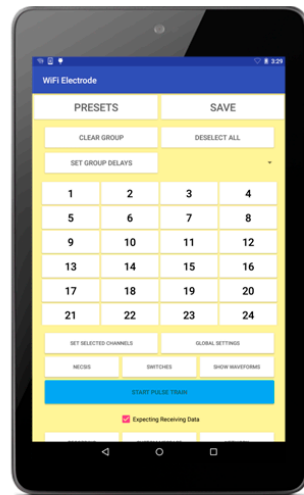 3:29
WiFi Electrode
PRESETS SAVE
CLEAR GROUP DESELECT ALL
SET GROUP DELAYS
1 2 3 4
5 6 7 8
9 10 11 12
13 14 15 16
17 18 19 20
21 22 23 24
SET SELECTED CHANNELS GLOBAL SETTINGS
NECSIS SWITCHES SHOW WAVEFORMS
START PULSE TRAIN
Expecting Receiving Data